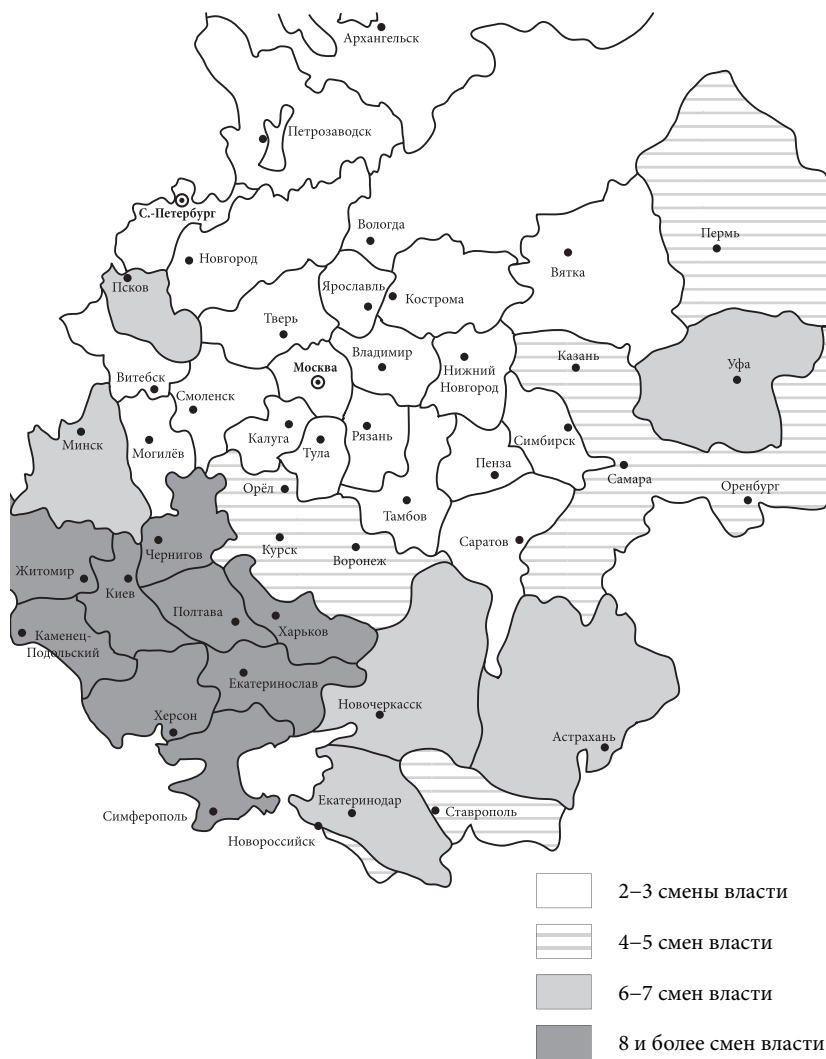 Архангельск
Петрозаводск
С.-Петербург
Вологда
Пермь
Новгород
Вятка
Псков
Ярославль
Кострома
Тверь
Владимир
Казань
Уфа
Москва
Нижний
Новгород
Витебск
Смоленск
Минск
Могилёв
Калуга
Тула
Рязань
Симбирск
Пенза
Самара
Орёл
Оренбург
Тамбов
Чернигов
Курск
Воронеж
Саратов
Житомир
Киев
Полтава
Харьков
Каменец-
Подольский
Екатеринослав
Херсон
Новочеркасск
Астрахань
Симферополь
Екатеринодар
Ставрополь
Новороссийск
2–3 смены власти
4–5 смен власти
6–7 смен власти
8 и более смен власти